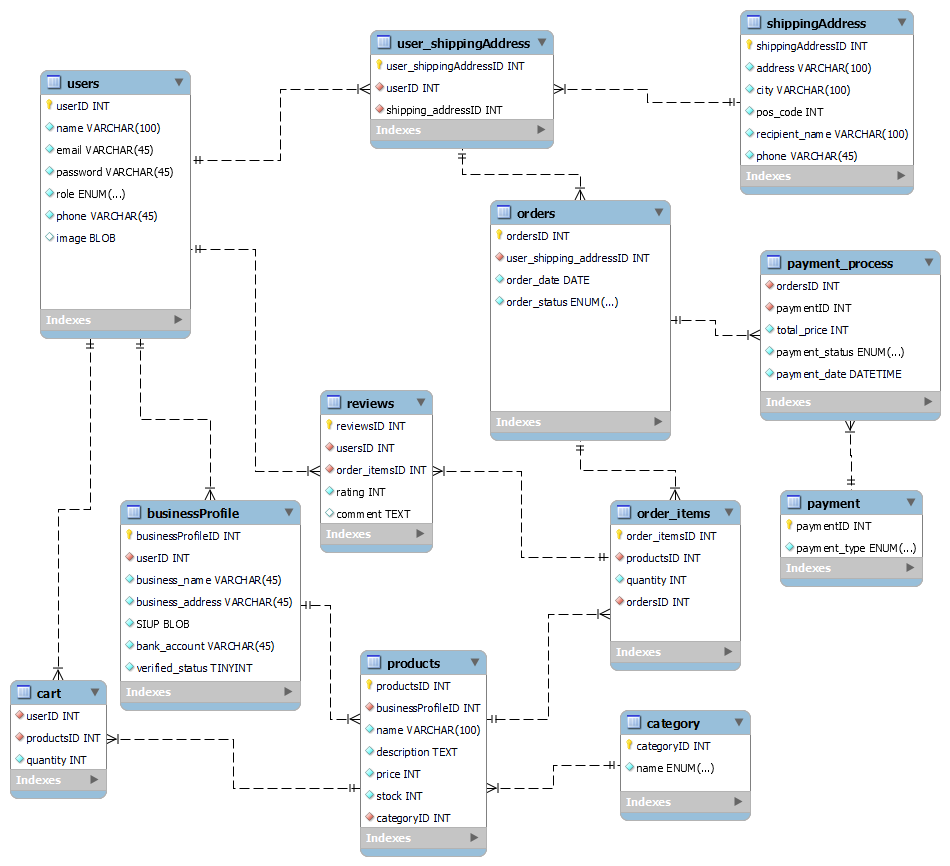 users
userID INT
name VARCHAR(100)
email VARCHAR(45)
password VARCHAR(45)
role ENUM(...)
phone VARCHAR(45)
image BLOB
Indexes
user_shippingAddress
user_shippingAddressID INT
userID INT
shipping_addressID INT
Indexes
shippingAddress
shippingAddressID INT
address VARCHAR(100)
city VARCHAR(100)
pos_code INT
recipient_name VARCHAR(100)
phone VARCHAR(45)
Indexes
orders
ordersID INT
user_shipping_addressID INT
order_date DATE
order_status ENUM(...)
Indexes
payment_process
ordersID INT
paymentID INT
total_price INT
payment_status ENUM(...)
payment_date DATETIME
Indexes
reviews
reviewsID INT
usersID INT
order_itemsID INT
rating INT
comment TEXT
Indexes
businessProfile
businessProfileID INT
userID INT
business_name VARCHAR(45)
business_address VARCHAR(45)
SIUP BLOB
bank_account VARCHAR(45)
verified_status TINYINT
Indexes
order_items
order_itemsID INT
productsID INT
quantity INT
ordersID INT
Indexes
payment
paymentID INT
payment_type ENUM(...)
Indexes
cart
userID INT
productsID INT
quantity INT
Indexes
products
productsID INT
businessProfileID INT
name VARCHAR(100)
description TEXT
price INT
stock INT
categoryID INT
Indexes
category
categoryID INT
name ENUM(...)
Indexes